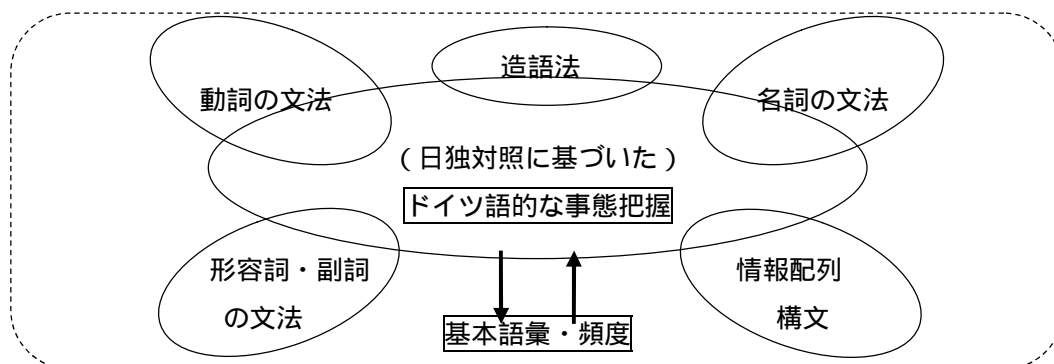 造語法
動詞の文法
名詞の文法
（日独対照に基づいた）
ドイツ語的な事態把握
形容詞・副詞
の文法
情報配列
構文
基本語彙・頻度